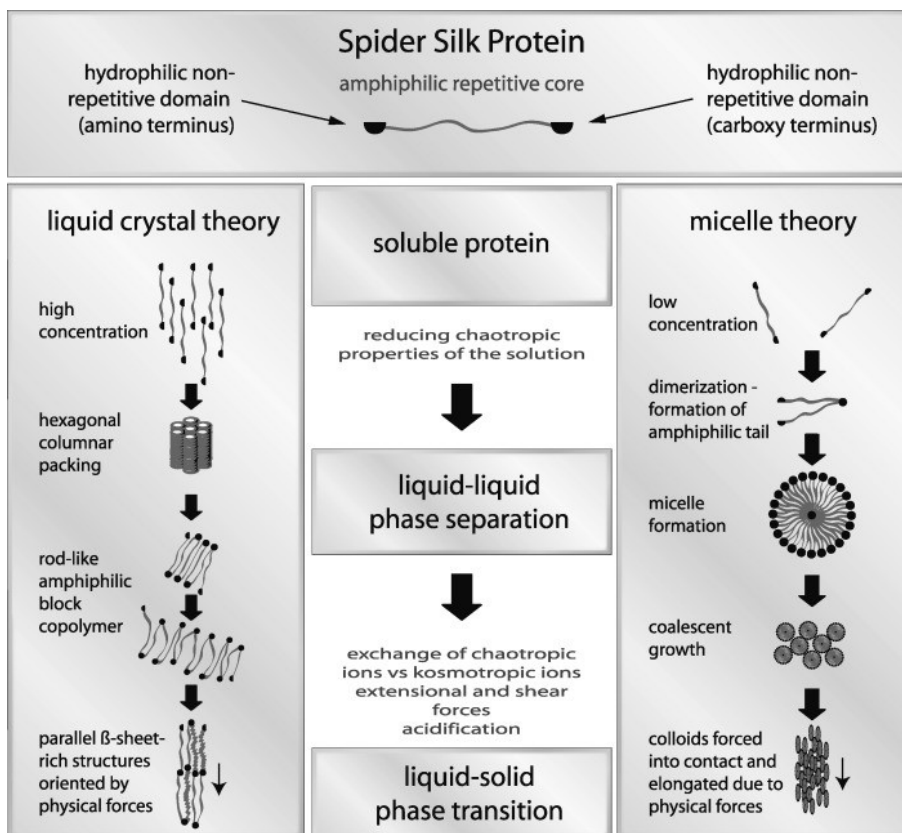 Spider Silk Protein
hydrophilic non-
repetitive domain
(amino terminus)
amphiphilic repetitive core
hydrophilic non-
repetitive domain
(carboxy terminus)
liquid crystal theory
high
concentration
hexagonal
columnar
packing
rod-like
amphiphilic
block
copolymer
parallel ß-sheet-
rich structures
oriented by
physical forces
soluble protein
reducing chaotropic
properties of the solution
liquid-liquid
phase separation
exchange of chaotropic
ions vs kosmotropic ions
extensional and shear
forces
acidification
liquid-solid
phase transition
micelle theory
low
concentration
dimerization -
formation of
amphiphilic tail
micelle
formation
coalescent
growth
colloids forced
into contact and
elongated due to
physical forces